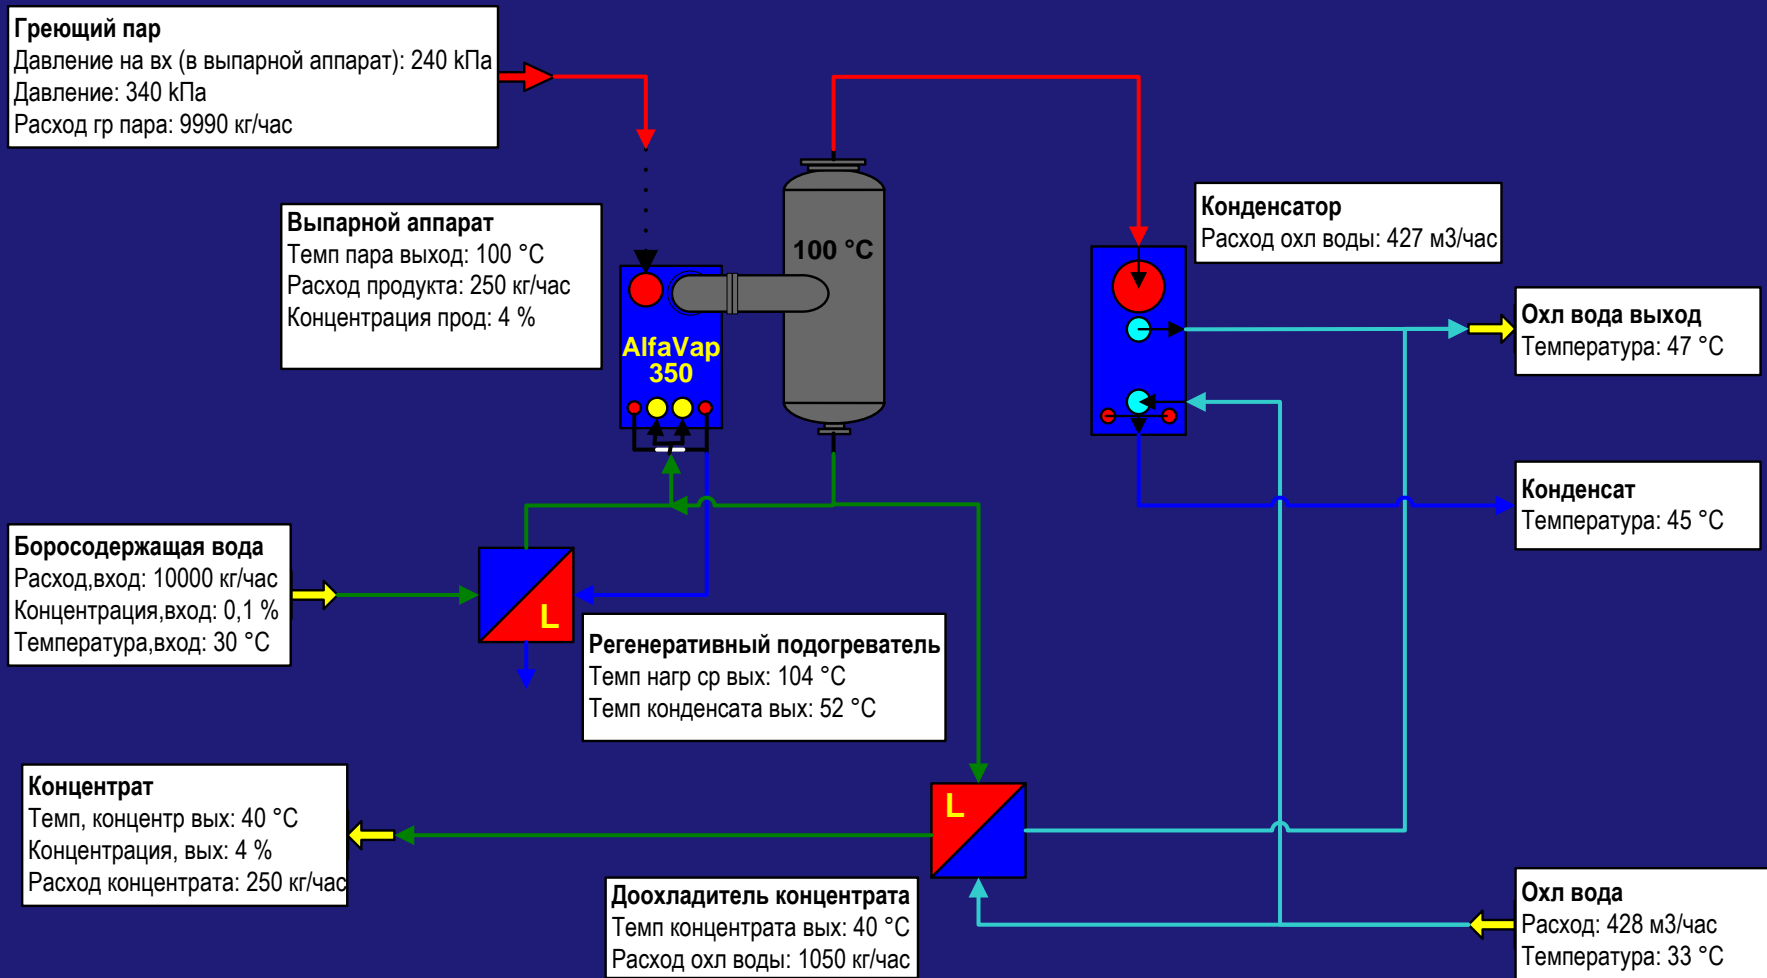 Греющий пар
Давление на вх (в выпарной аппарат): 240 kПа
Давление: 340 kПа
Расход гр пара: 9990 кг/час
Выпарной аппарат
Темп пара выход: 100 °C
Расход продукта: 250 кг/час
Концентрация прод: 4 %
100 °C
AlfaVap
350
Конденсатор
Расход охл воды: 427 м3/час
Охл вода выход
Температура: 47 °C
Конденсат
Температура: 45 °C
Боросодержащая вода
Расход,вход: 10000 кг/час
Концентрация,вход: 0,1 %
Температура,вход: 30 °C
L
Регенеративный подогреватель
Темп нагр ср вых: 104 °C
Темп конденсата вых: 52 °C
Концентрат
Темп, концентр вых: 40 °C
Концентрация, вых: 4 %
Расход концентрата: 250 кг/час
L
Доохладитель концентрата
Темп концентрата вых: 40 °C
Расход охл воды: 1050 кг/час
Охл вода
Расход: 428 м3/час
Температура: 33 °C